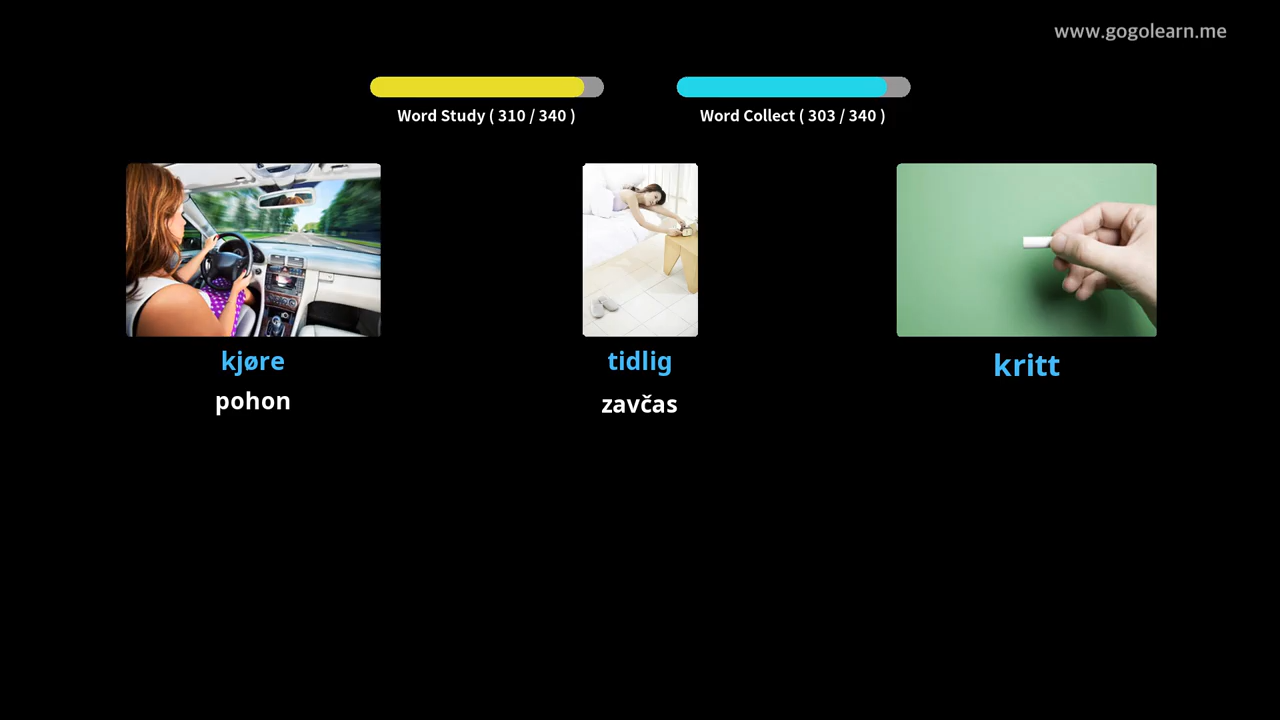 www.gogolearn.me
Word Study ( 310 / 340 )
Word Collect ( 303 / 340 )
kjøre
pohon
tidlig
zavčas
kritt